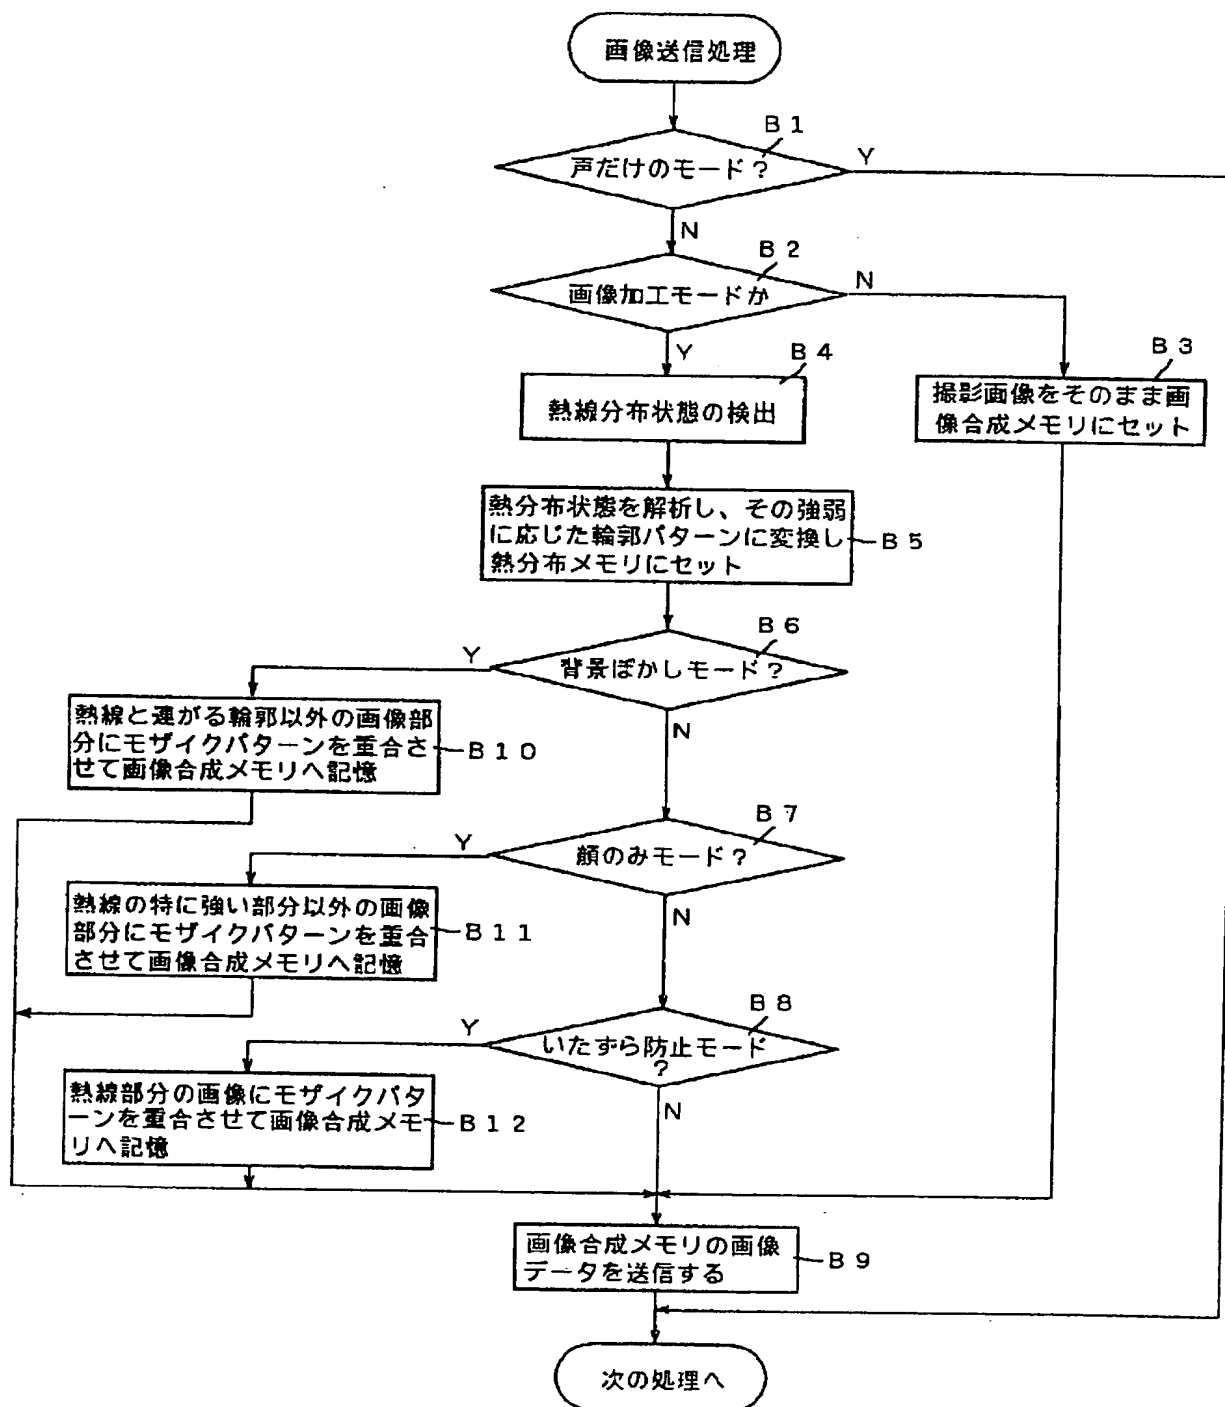 画像送信処理
B1
声だけのモード?
Y
N
B2
画像加工モードか
N
Y
B4
熱線分布状態の検出
B3
撮影画像をそのまま画
像合成メモリにセット
熱分布状態を解析し、その強弱
に応じた輪郭パターンに変換し
熱分布メモリにセット
B5
B6
背景ぼかしモード?
Y
N
熱線と連がる輪郭以外の画像部
分にモザイクパターンを重合さ
せて画像合成メモリへ記憶
B10
B7
顔のみモード?
Y
N
熱線の特に強い部分以外の画像
部分にモザイクパターンを重合
させて画像合成メモリへ記憶
B11
B8
いたずら防止モード
?
Y
N
熱線部分の画像にモザイクパタ
ーンを重合させて画像合成メモ
リへ記憶
B12
画像合成メモリの画像
データを送信する
B9
次の処理へ